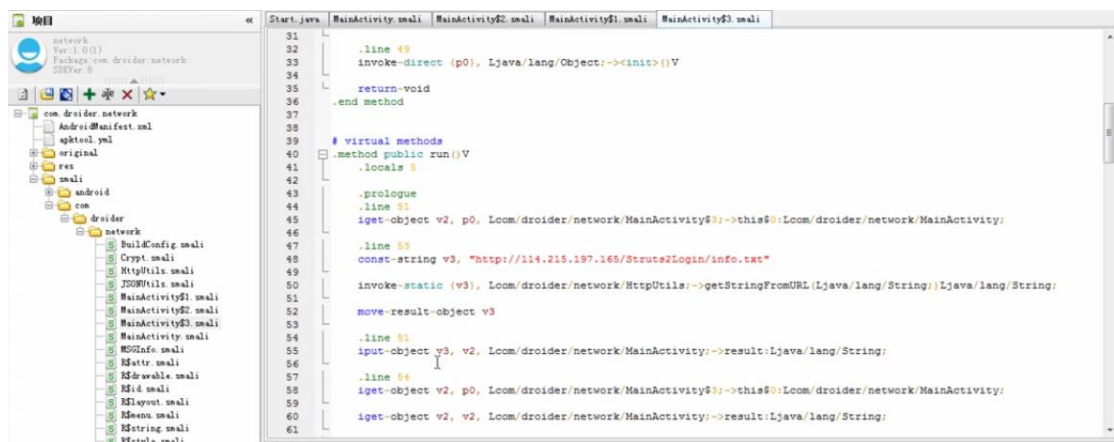 项目
«
network
Ver:1.0(1)
Package:com.droider.network
SDKVer:8
com.droider.network
AndroidManifest.xml
apktool.yml
original
res
smali
android
com
droider
network
BuildConfig.smali
Crypt.smali
HttpUtils.smali
JSONUtils.smali
MainActivity$1.smali
MainActivity$2.smali
MainActivity$3.smali
MainActivity.smali
MSGInfo.smali
R$attr.smali
R$drawable.smali
R$id.smali
R$layout.smali
R$menu.smali
R$string.smali
R$style.smali
Start.java MainActivity.smali MainActivity$2.smali MainActivity$1.smali MainActivity$3.smali
31
32 .line 49
33 invoke-direct {p0}, Ljava/lang/Object;-><init>()V
34
35 return-void
36 .end method
37
38
39 # virtual methods
40 .method public run()V
41 .locals 5
42
43 .prologue
44 .line 51
45 iget-object v2, p0, Lcom/droider/network/MainActivity$3;->this$0:Lcom/droider/network/MainActivity;
46
47 .line 53
48 const-string v3, "http://114.215.197.165/Struts2Login/info.txt"
49
50 invoke-static {v3}, Lcom/droider/network/HttpUtils;->getStringFromURL(Ljava/lang/String;)Ljava/lang/String;
51
52 move-result-object v3
53
54 .line 51
55 iput-object v3, v2, Lcom/droider/network/MainActivity;->result:Ljava/lang/String;
56
57 .line 54
58 iget-object v2, p0, Lcom/droider/network/MainActivity$3;->this$0:Lcom/droider/network/MainActivity;
59
60 iget-object v2, v2, Lcom/droider/network/MainActivity;->result:Ljava/lang/String;
61